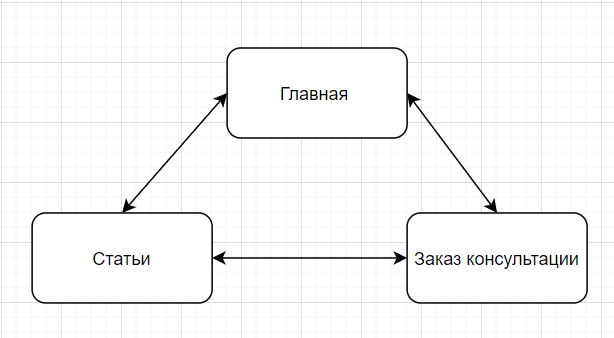 Главная
Статьи
Заказ консультации